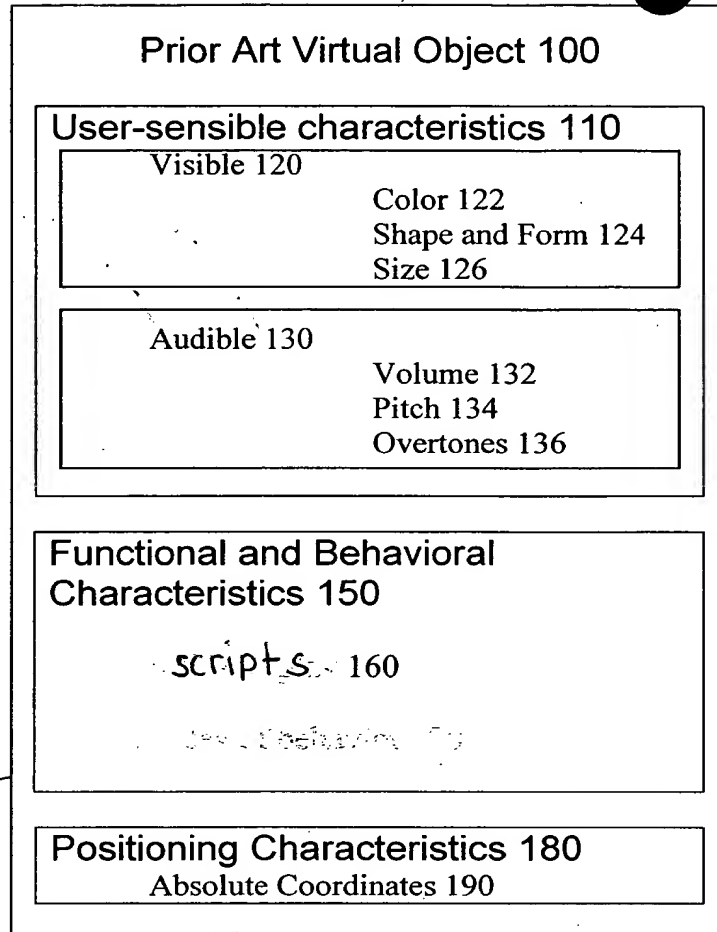 Prior Art Virtual Object 100
User-sensible characteristics 110
Visible 120
Color 122
Shape and Form 124
Size 126
Audible 130
Volume 132
Pitch 134
Overtones 136
Functional and Behavioral
Characteristics 150
scripts 160
Positioning Characteristics 180
Absolute Coordinates 190